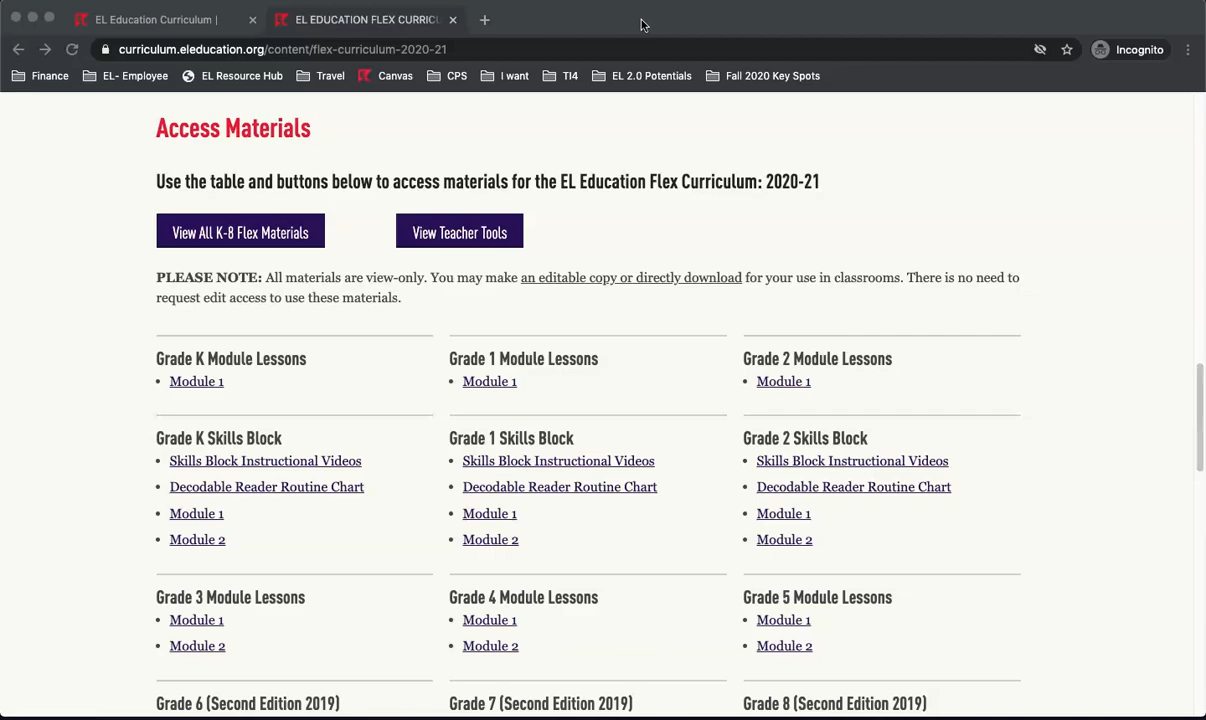 EL Education Curriculum |
EL EDUCATION FLEX CURRIC
curriculum.eleducation.org/content/flex-curriculum-2020-21
Incognito
Finance
EL- Employee
EL Resource Hub
Travel
Canvas
CPS
I want
TI4
EL 2.0 Potentials
Fall 2020 Key Spots
Access Materials
Use the table and buttons below to access materials for the EL Education Flex Curriculum: 2020-21
View All K-8 Flex Materials
View Teacher Tools
PLEASE NOTE: All materials are view-only. You may make an editable copy or directly download for your use in classrooms. There is no need to
request edit access to use these materials.
Grade K Module Lessons
• Module 1
Grade 1 Module Lessons
• Module 1
Grade 2 Module Lessons
• Module 1
Grade K Skills Block
• Skills Block Instructional Videos
• Decodable Reader Routine Chart
• Module 1
• Module 2
Grade 1 Skills Block
• Skills Block Instructional Videos
• Decodable Reader Routine Chart
• Module 1
• Module 2
Grade 2 Skills Block
• Skills Block Instructional Videos
• Decodable Reader Routine Chart
• Module 1
• Module 2
Grade 3 Module Lessons
• Module 1
• Module 2
Grade 4 Module Lessons
• Module 1
• Module 2
Grade 5 Module Lessons
• Module 1
• Module 2
Grade 6 (Second Edition 2019)
Grade 7 (Second Edition 2019)
Grade 8 (Second Edition 2019)